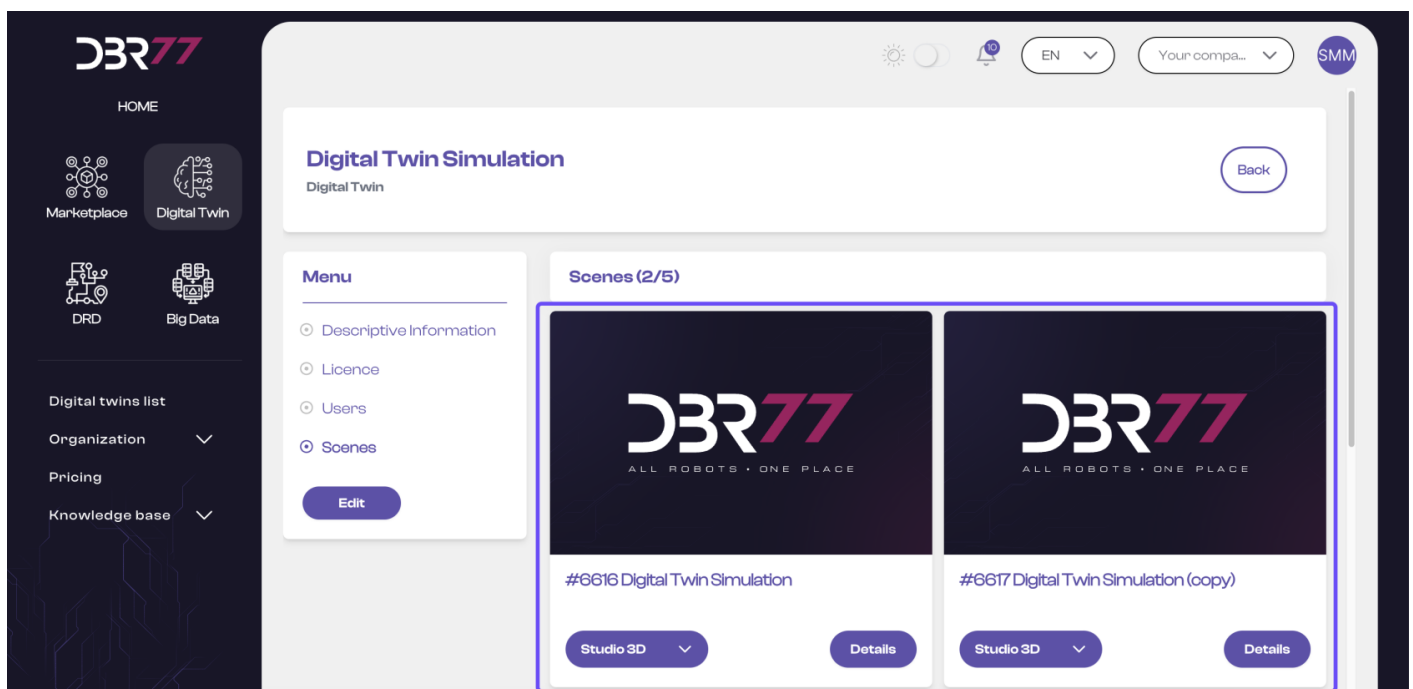 DBR77
10
EN
Your compa...
SMM
HOME
Marketplace
Digital Twin
DRD
Big Data
Digital twins list
Organization
Pricing
Knowledge base
Digital Twin Simulation
Digital Twin
Back
Menu
Descriptive Information
Licence
Users
Scenes
Edit
Scenes (2/5)
DBR77
ALL ROBOTS • ONE PLACE
#6616 Digital Twin Simulation
Studio 3D
Details
DBR77
ALL ROBOTS • ONE PLACE
#6617 Digital Twin Simulation (copy)
Studio 3D
Details